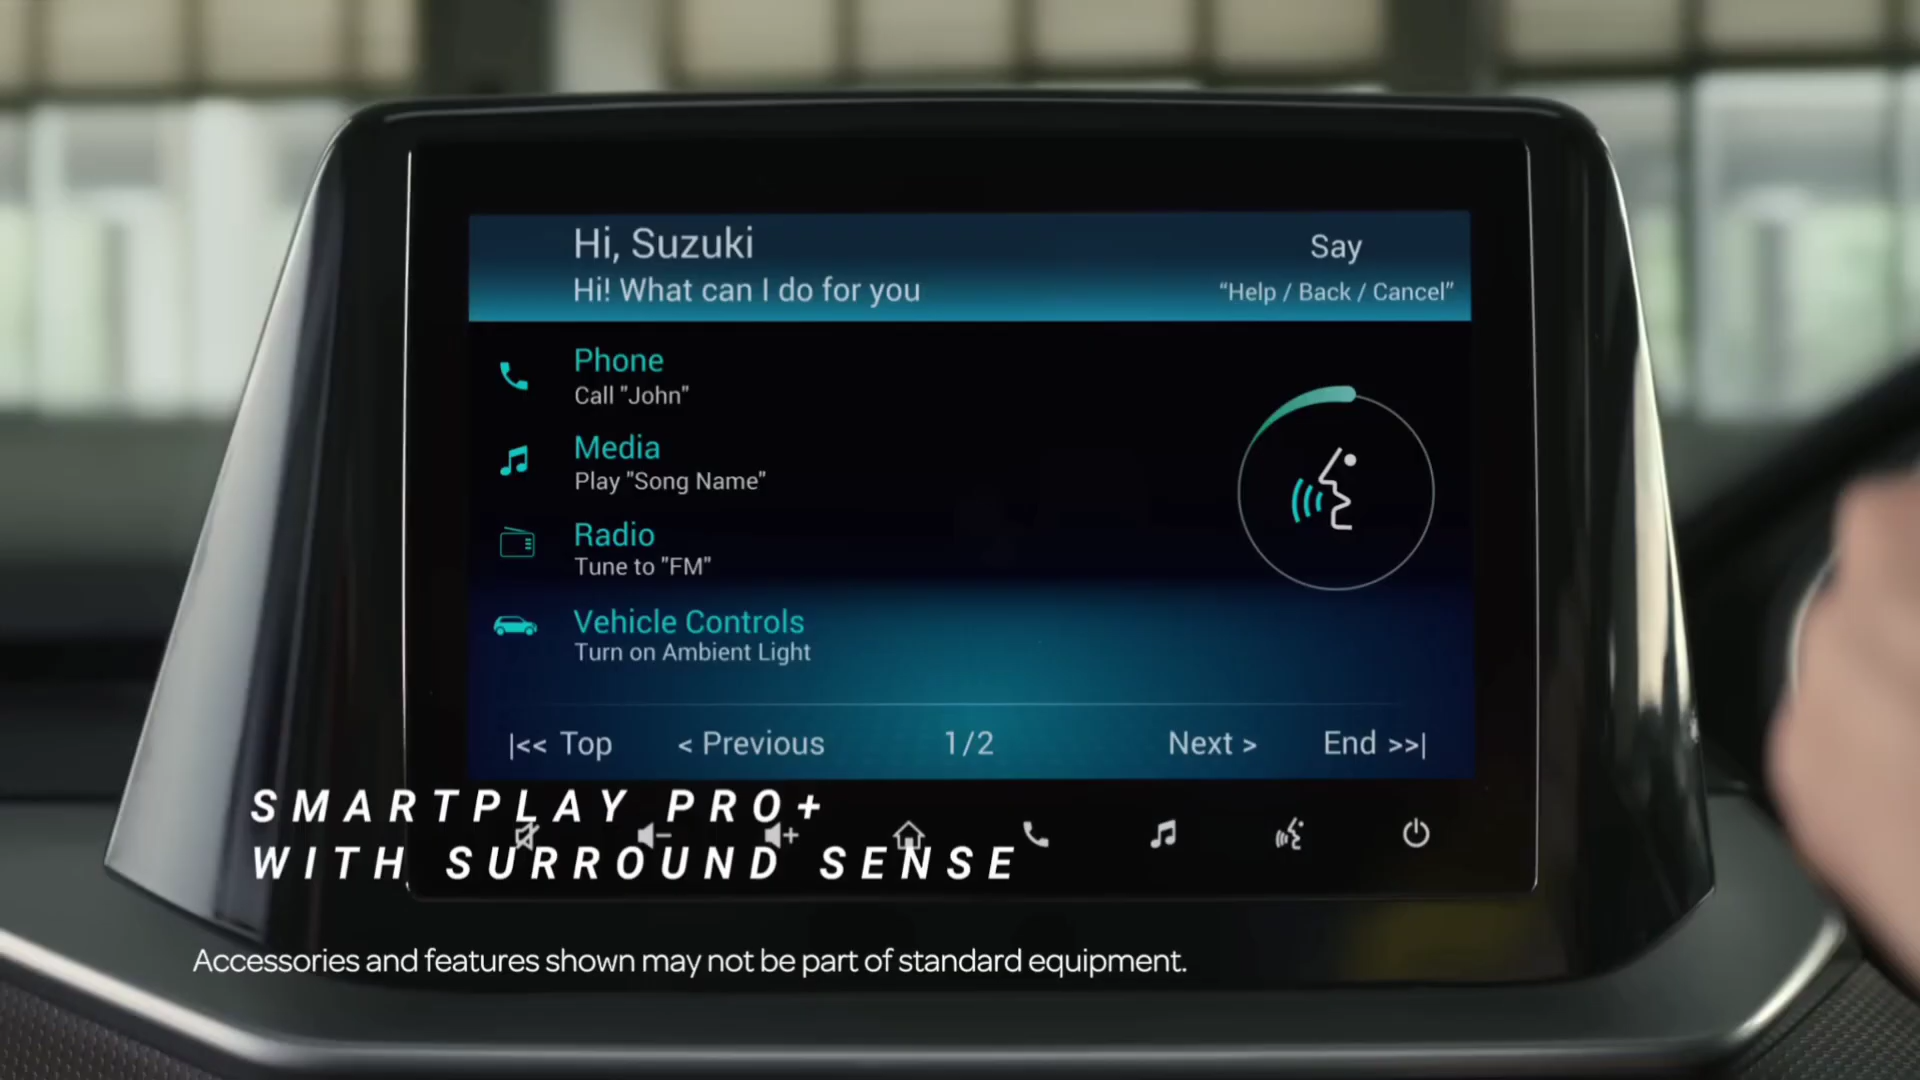 Hi, Suzuki
Hi! What can I do for you
Say
“Help / Back / Cancel”
Phone
Call "John"
Media
Play "Song Name"
Radio
Tune to "FM"
Vehicle Controls
Turn on Ambient Light
|<< Top
< Previous
1/2
Next >
End >>|
SMARTPLAY PRO+
WITH SURROUND SENSE
Accessories and features shown may not be part of standard equipment.